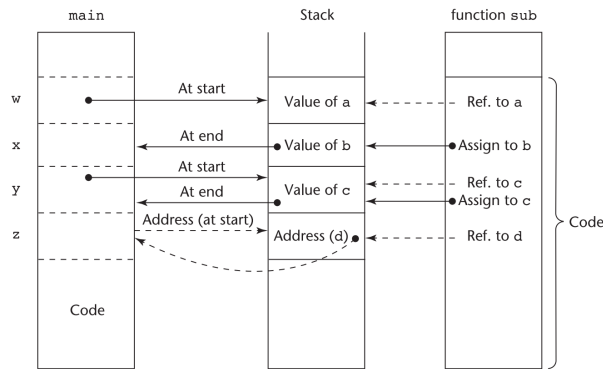 main Stack function sub
w At start Value of a Ref. to a
x At end Value of b Assign to b
At start Ref. to c
y At end Value of c Assign to c
Address (at start)
z Address (d) Ref. to d
Code
Code